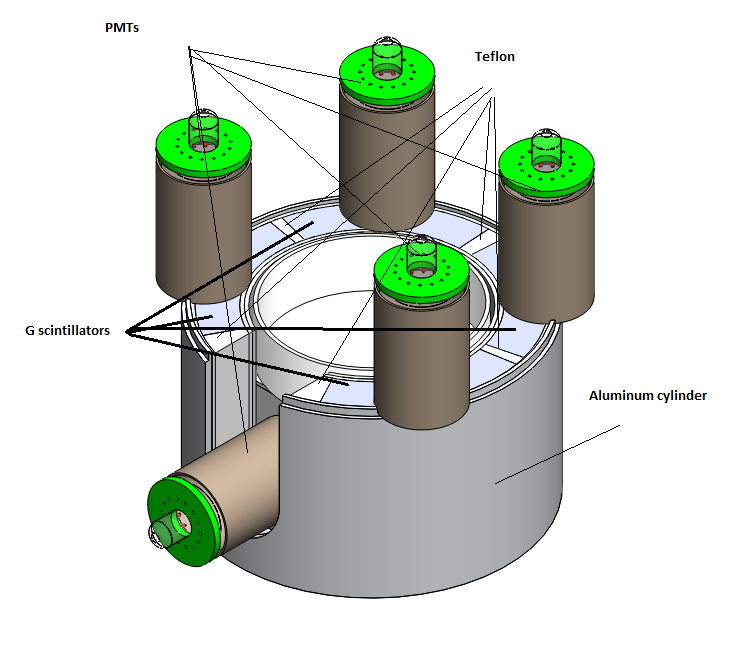 PMTs
Teflon
G scintillators
Aluminum cylinder